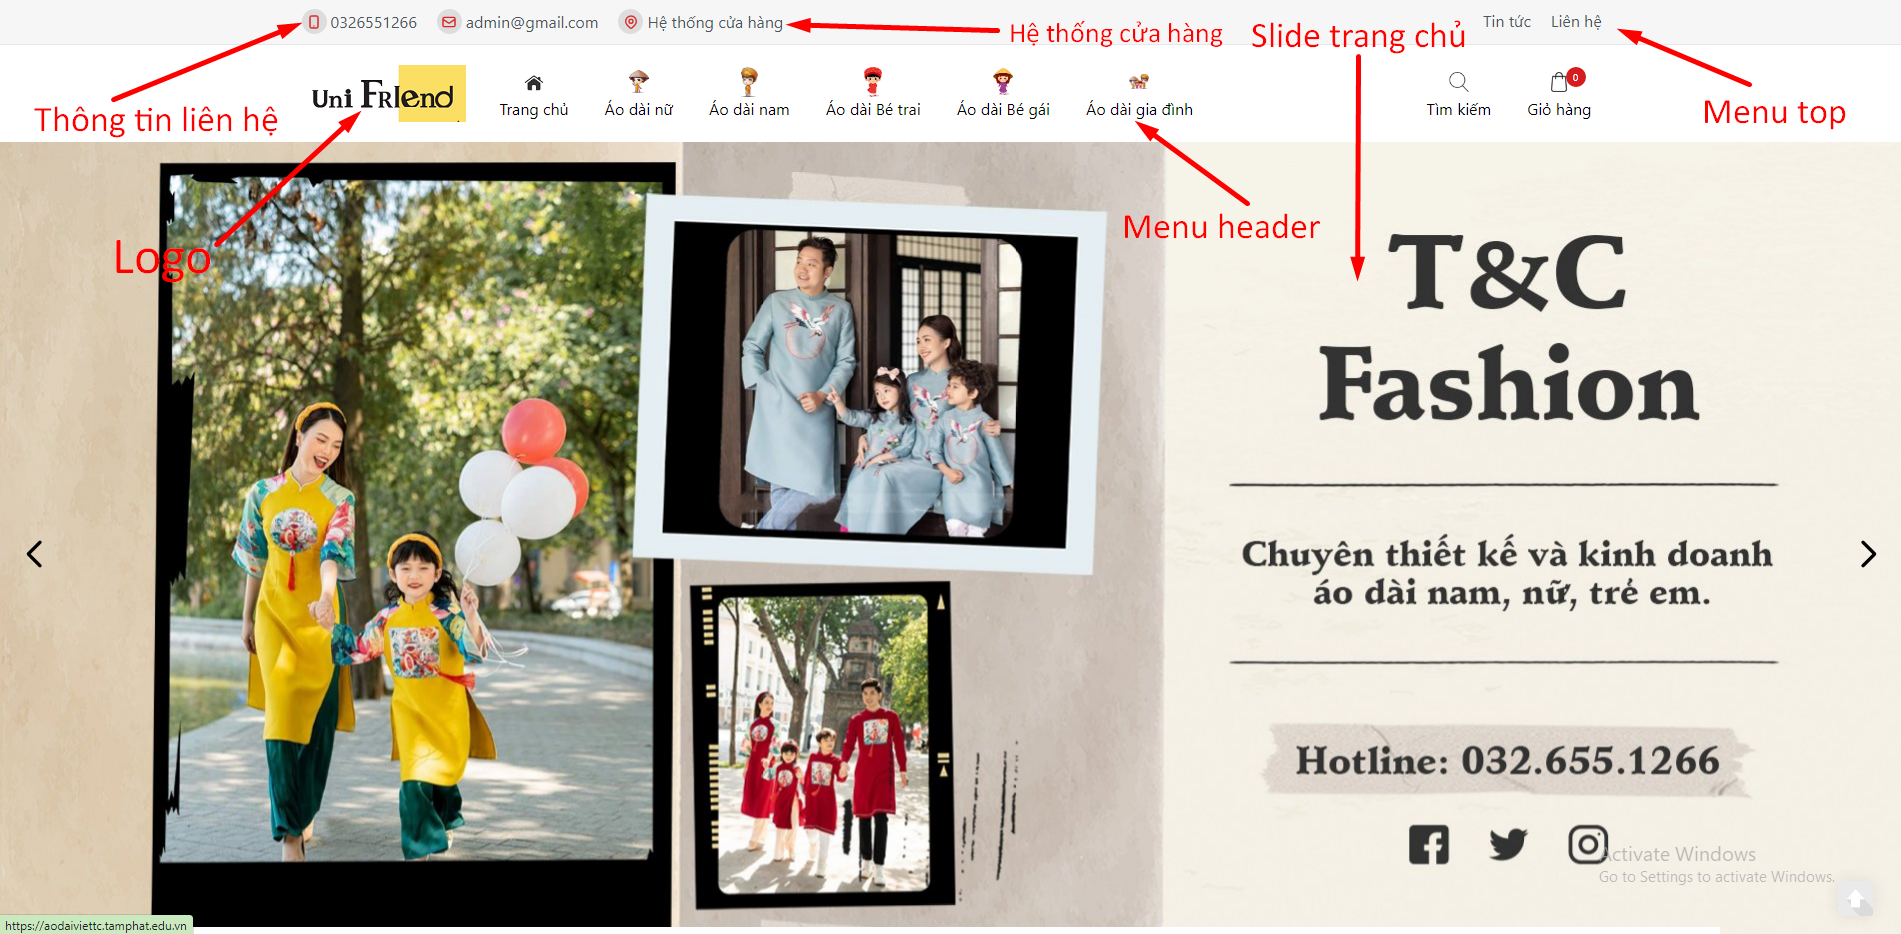 0326551266 admin@gmail.com Hệ thống cửa hàng
Hệ thống cửa hàng
Slide trang chủ
Tin tức Liên hệ
Thông tin liên hệ
Uni FRIend
Trang chủ Áo dài nữ Áo dài nam Áo dài Bé trai Áo dài Bé gái Áo dài gia đình
Tìm kiếm
0
Giỏ hàng
Menu top
Logo
Menu header
T&C
Fashion
Chuyên thiết kế và kinh doanh
áo dài nam, nữ, trẻ em.
Hotline: 032.655.1266
Activate Windows
Go to Settings to activate Windows.
https://aodaiviettc.tamphat.edu.vn